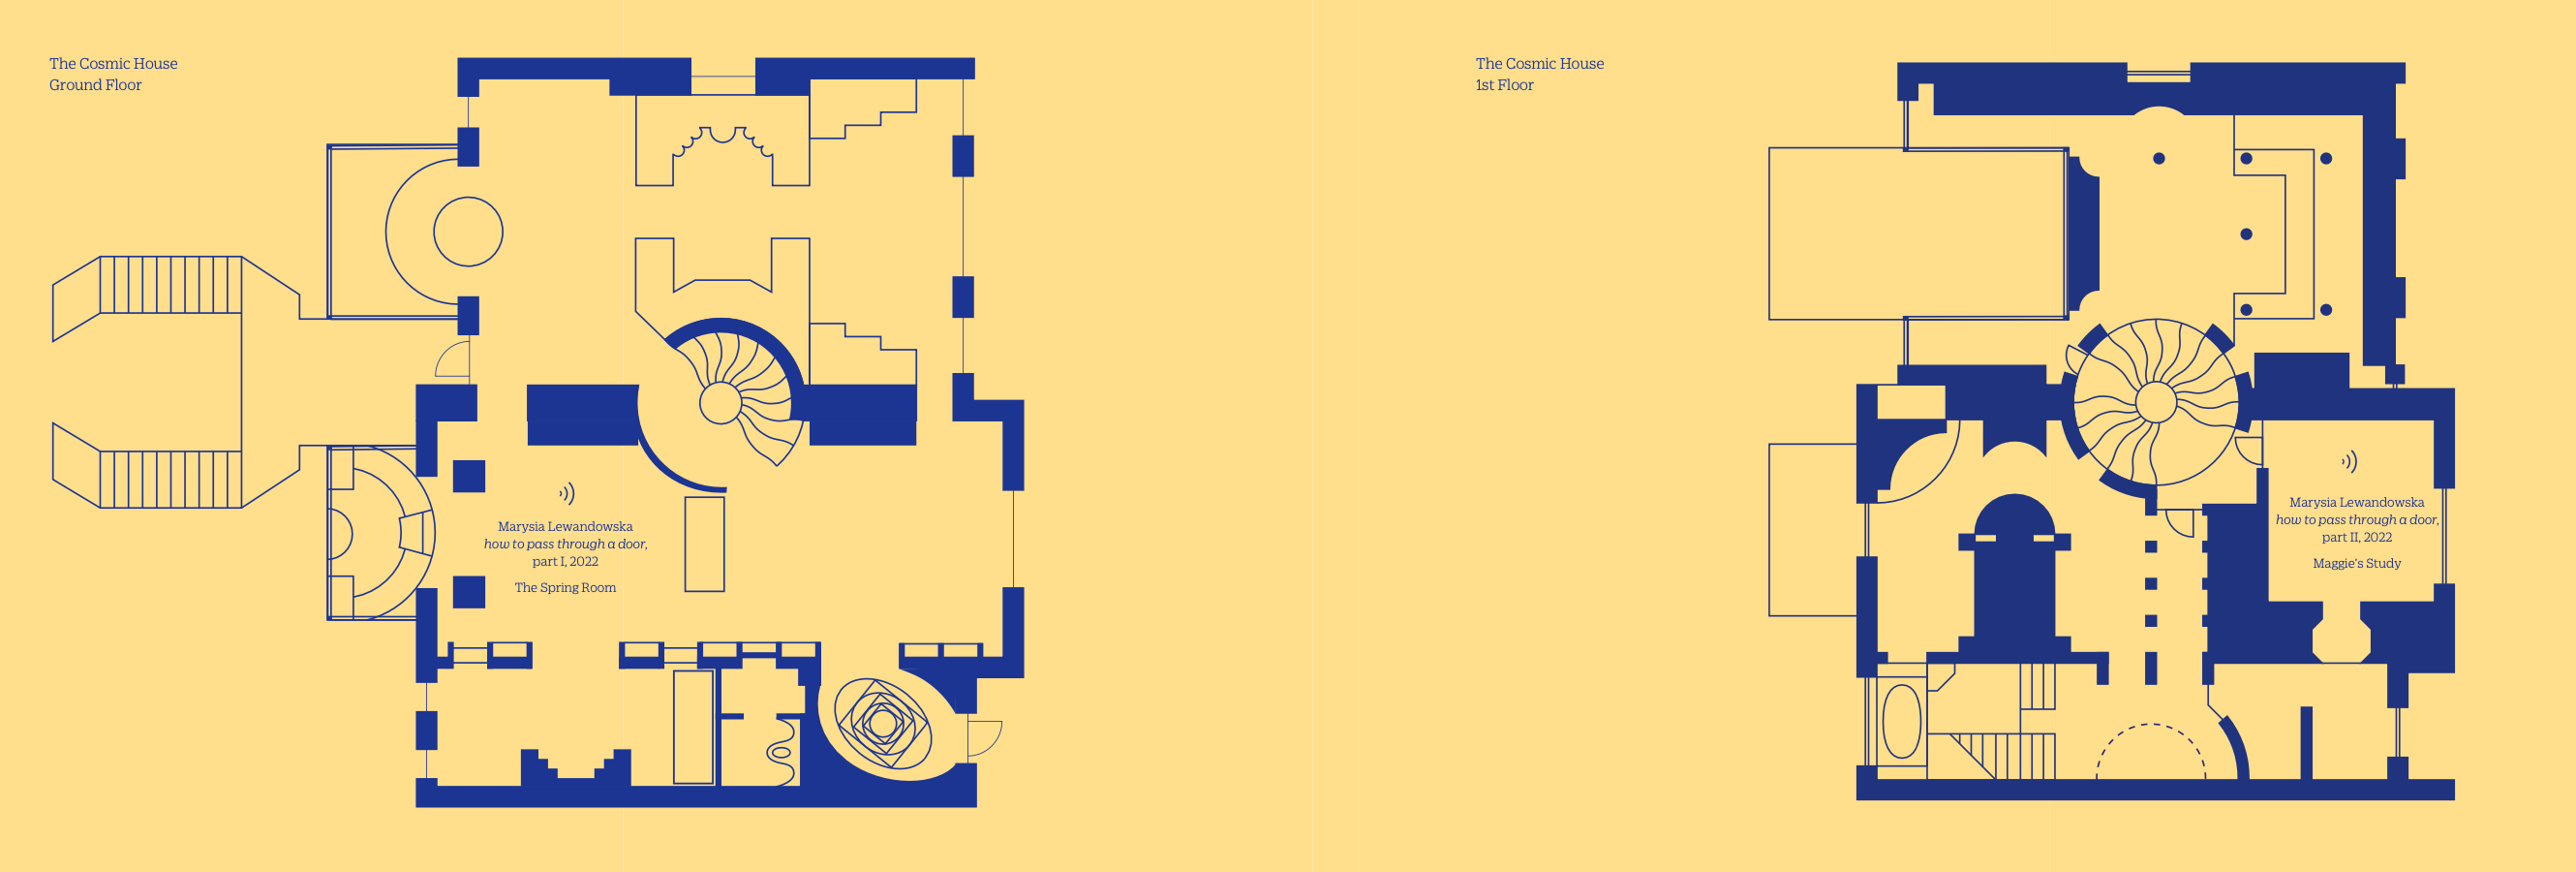 The Cosmic House
Ground Floor
Marysia Lewandowska
how to pass through a door,
part I, 2022
The Spring Room
The Cosmic House
1st Floor
Marysia Lewandowska
how to pass through a door,
part II, 2022
Maggie's Study